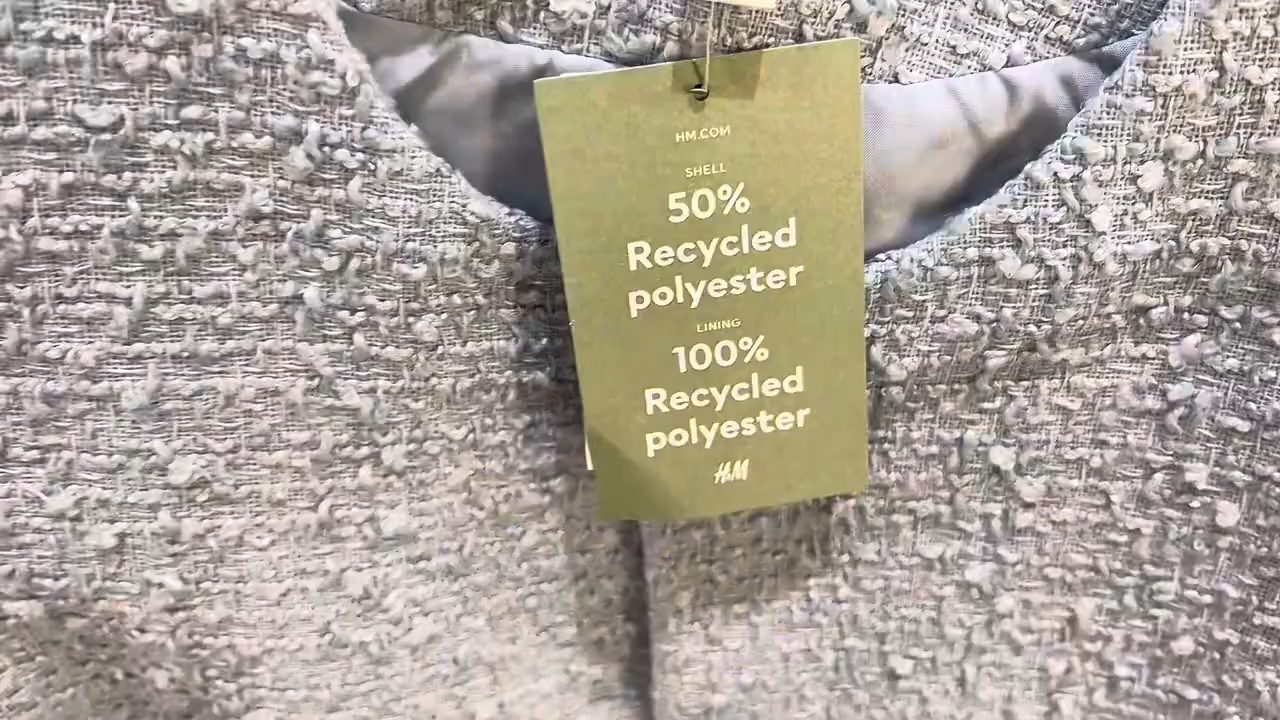 HM.COM
SHELL
50%
Recycled
polyester
LINING
100%
Recycled
polyester
H&M